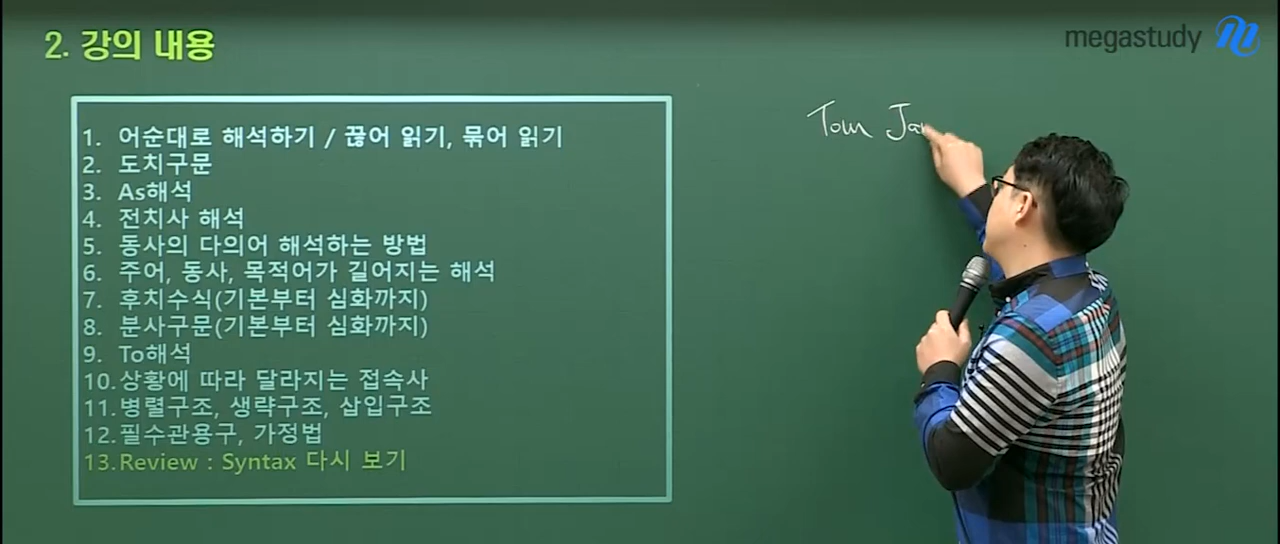 2. 강의 내용
megastudy
1. 어순대로 해석하기 / 끊어 읽기, 묶어 읽기
2. 도치구문
3. As해석
4. 전치사 해석
5. 동사의 다의어 해석하는 방법
6. 주어, 동사, 목적어가 길어지는 해석
7. 후치수식(기본부터 심화까지)
8. 분사구문(기본부터 심화까지)
9. To해석
10. 상황에 따라 달라지는 접속사
11. 병렬구조, 생략구조, 삽입구조
12. 필수관용구, 가정법
13. Review : Syntax 다시 보기
Tom Jan